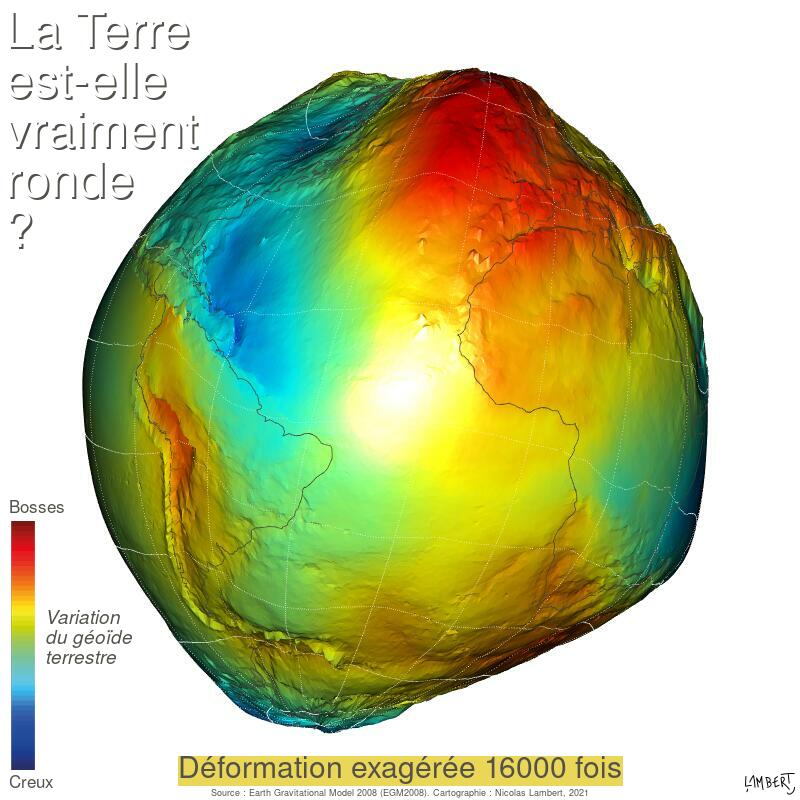 La Terre
est-elle
vraiment
ronde
?
Bosses
Variation
du géoïde
terrestre
Creux
Déformation exagérée 16000 fois
Source : Earth Gravitational Model 2008 (EGM2008). Cartographie : Nicolas Lambert, 2021
LAMBERT